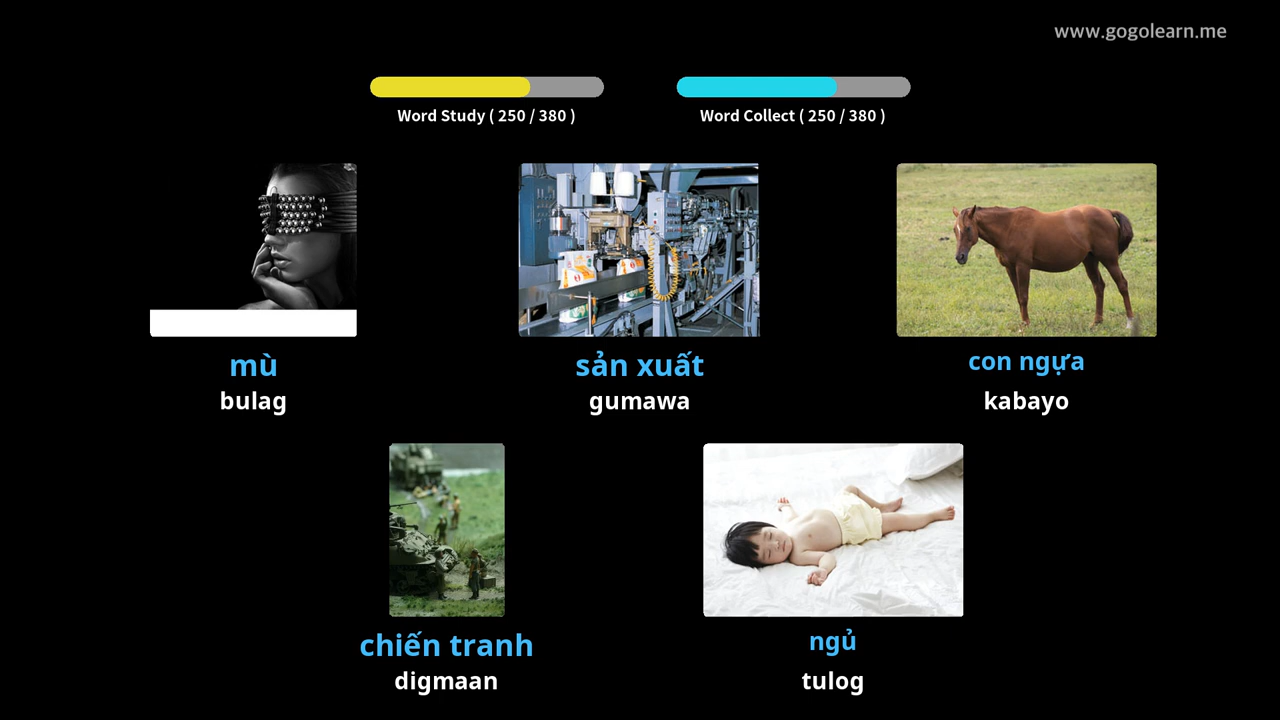 www.gogolearn.me
Word Study ( 250 / 380 )
Word Collect ( 250 / 380 )
mù
bulag
sản xuất
gumawa
con ngựa
kabayo
chiến tranh
digmaan
ngủ
tulog